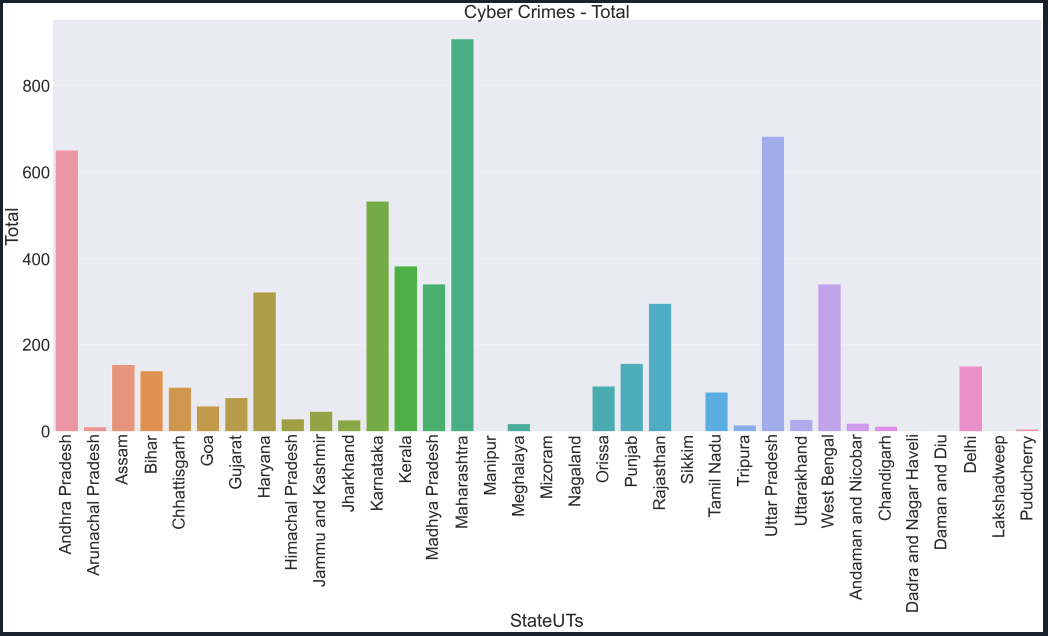 Cyber Crimes - Total
Total
800
600
400
200
0
Andhra Pradesh
Arunachal Pradesh
Assam
Bihar
Chhattisgarh
Goa
Gujarat
Haryana
Himachal Pradesh
Jammu and Kashmir
Jharkhand
Karnataka
Kerala
Madhya Pradesh
Maharashtra
Manipur
Meghalaya
Mizoram
Nagaland
Orissa
Punjab
Rajasthan
Sikkim
Tamil Nadu
Tripura
Uttar Pradesh
Uttarakhand
West Bengal
Andaman and Nicobar
Chandigarh
Dadra and Nagar Haveli
Daman and Diu
Delhi
Lakshadweep
Puducherry
StateUTs